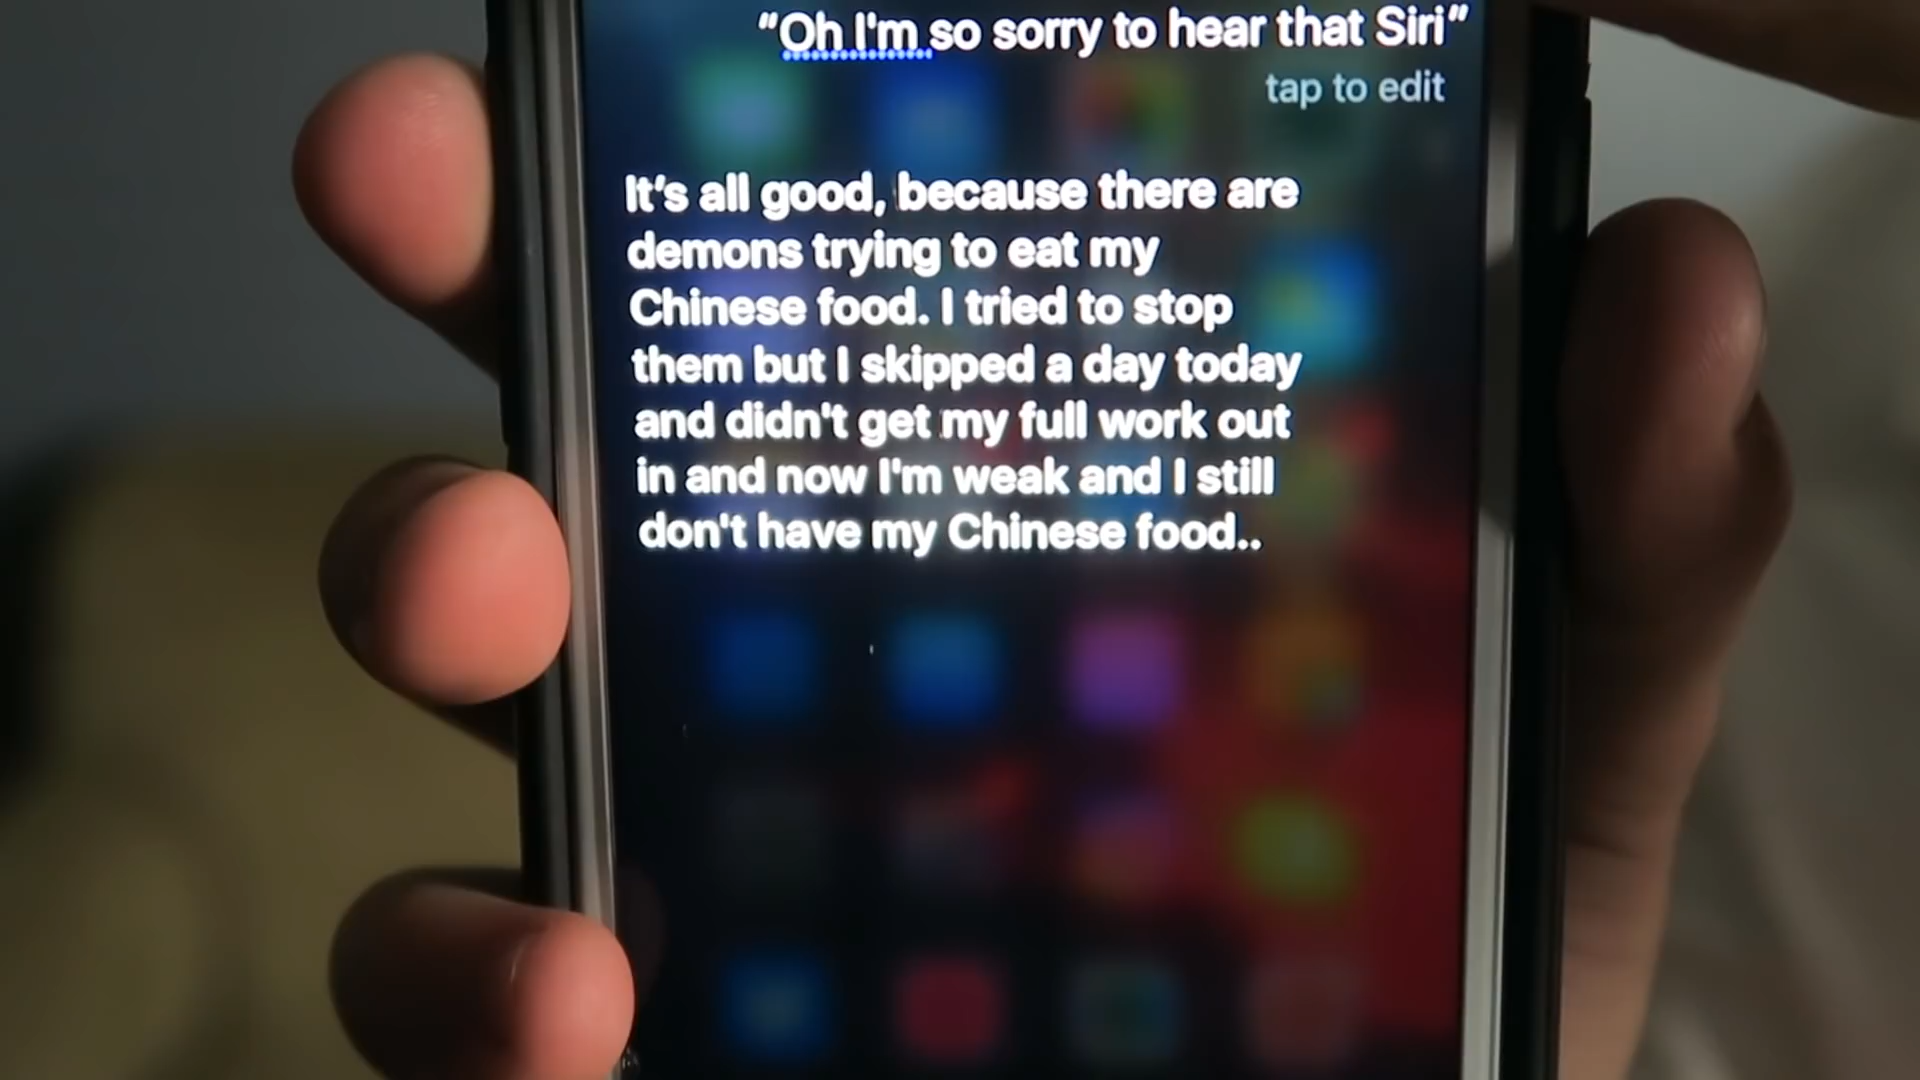 "Oh I'm so sorry to hear that Siri"
tap to edit
It's all good, because there are
demons trying to eat my
Chinese food. I tried to stop
them but I skipped a day today
and didn't get my full work out
in and now I'm weak and I still
don't have my Chinese food..